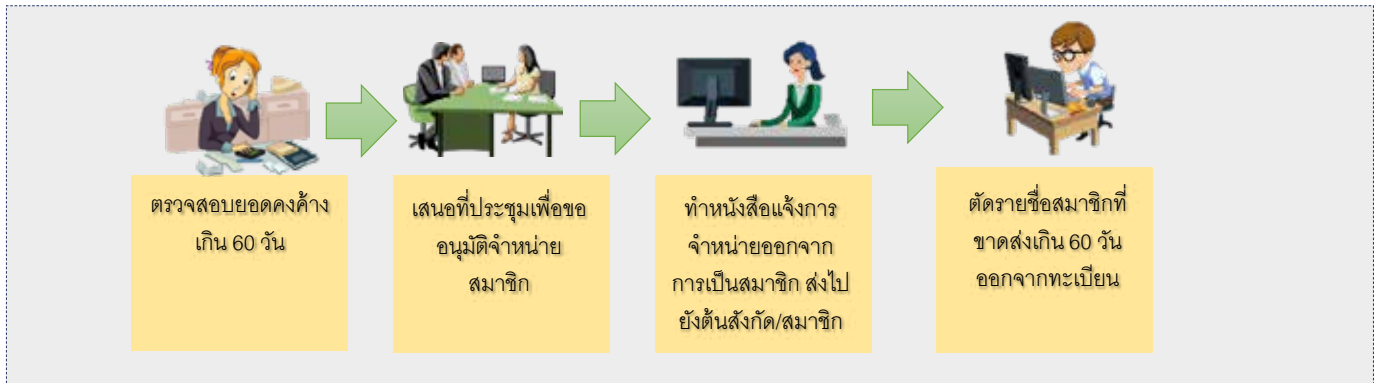 ตรวจสอบยอดคงค้าง
เกิน 60 วัน
เสนอที่ประชุมเพื่อขอ
อนุมัติจำหน่าย
สมาชิก
ทำหนังสือแจ้งการ
จำหน่ายออกจาก
การเป็นสมาชิก ส่งไป
ยังต้นสังกัด/สมาชิก
ตัดรายชื่อสมาชิกที่
ขาดส่งเกิน 60 วัน
ออกจากทะเบียน